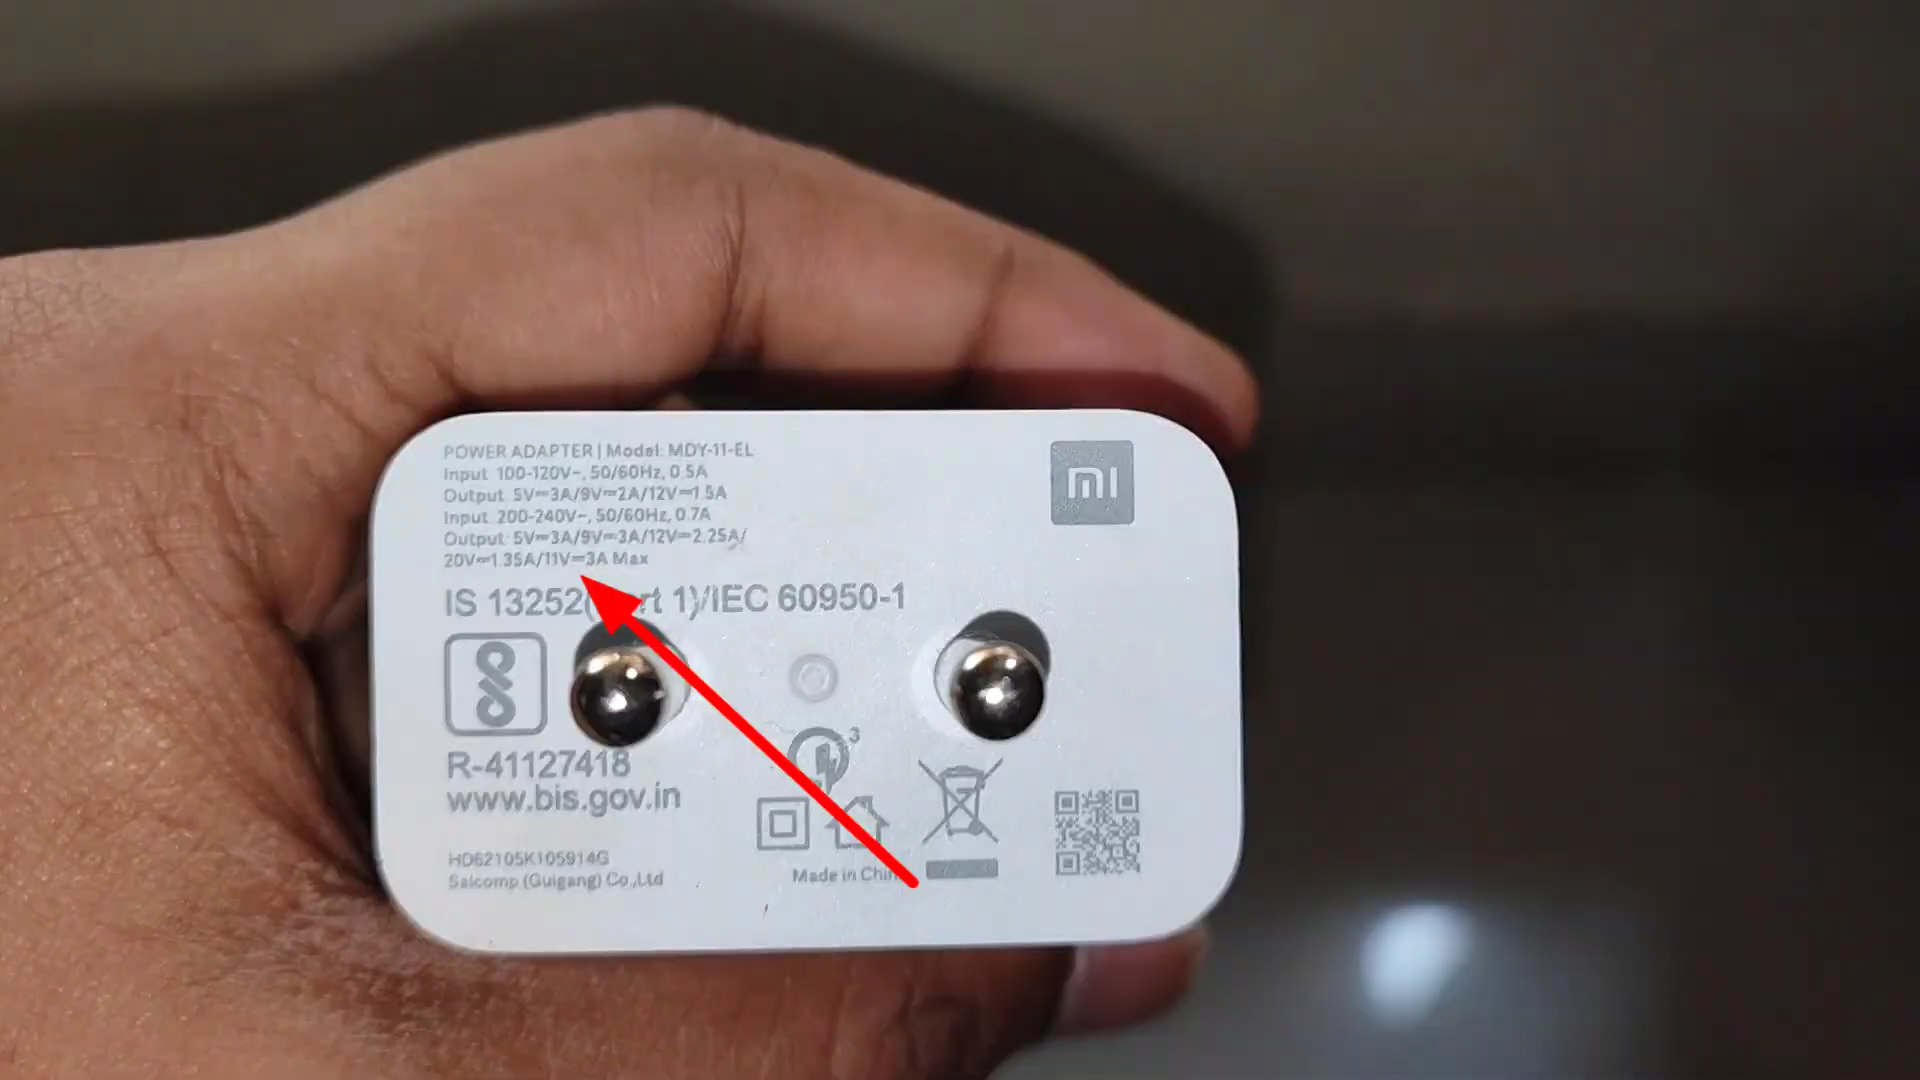 POWER ADAPTER | Model: MDY-11-EL
Input: 100-120V~, 50/60Hz, 0.5A
Output: 5V⎓3A/9V⎓2A/12V⎓1.5A
Input: 200-240V~, 50/60Hz, 0.7A
Output: 5V⎓3A/9V⎓3A/12V⎓2.25A/
20V⎓1.35A/11V⎓3A Max
mi
IS 13252( rt 1)/IEC 60950-1
3
R-41127418
www.bis.gov.in
HD62105K105914G
Salcomp (Guigang) Co.,Ltd
Made in Chin